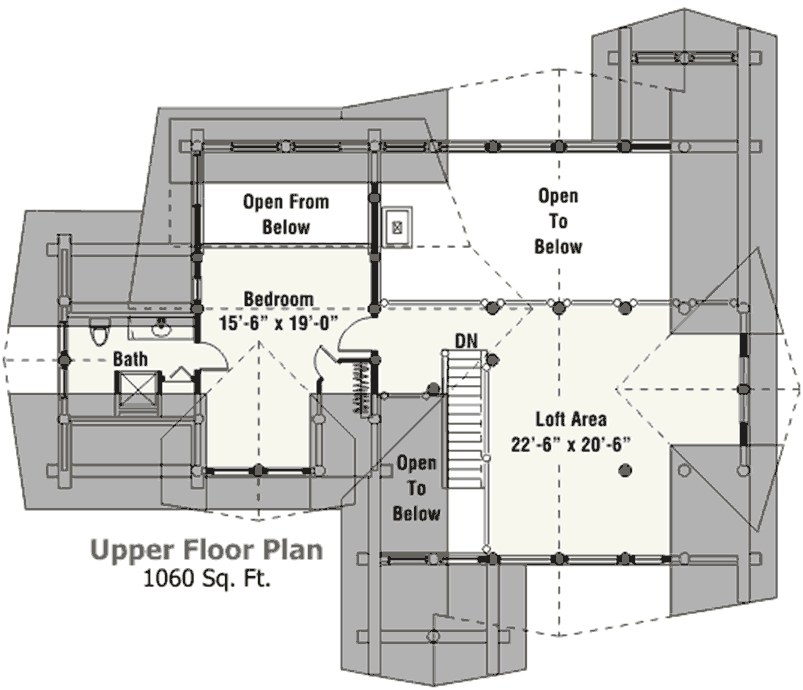 Open From
Below
Open
To
Below
Bedroom
15'-6" x 19'-0"
DN
Bath
Loft Area
22'-6" x 20'-6"
Open
To
Below
Upper Floor Plan
1060 Sq. Ft.